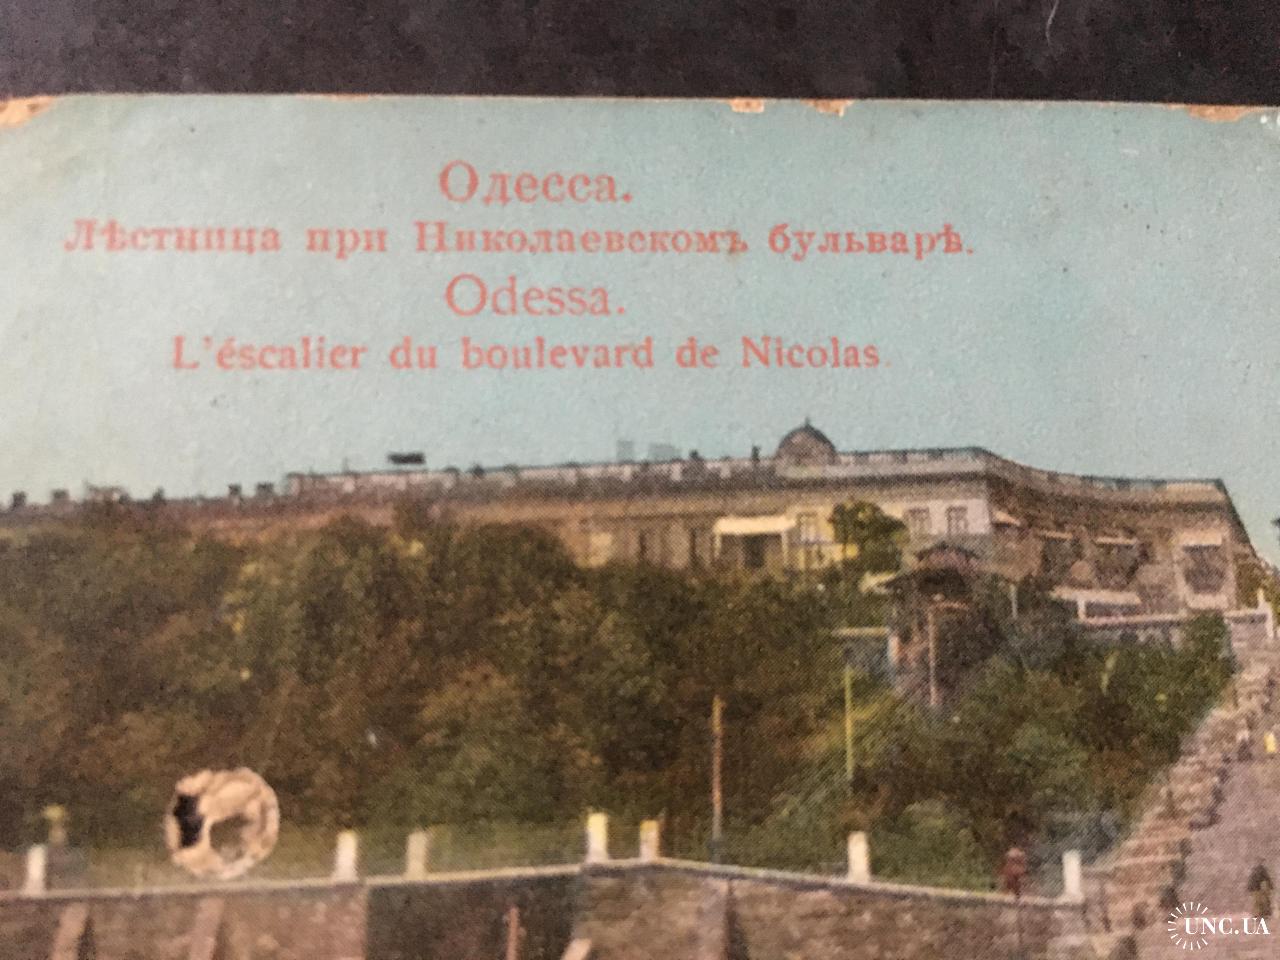 Одесса.
Лѣстница при Николаевскомъ бульварѣ.
Odessa.
L'éscalier du boulevard de Nicolas.
UNC.UA